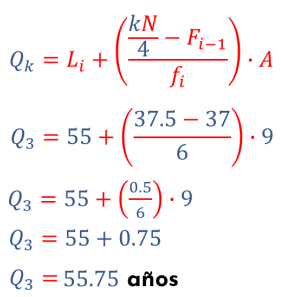 Q_k = L_i + ((kN/4 − F_{i−1})/f_i) · A
Q_3 = 55 + ((37.5 − 37)/6) · 9
Q_3 = 55 + (0.5/6) · 9
Q_3 = 55 + 0.75
Q_3 = 55.75 años